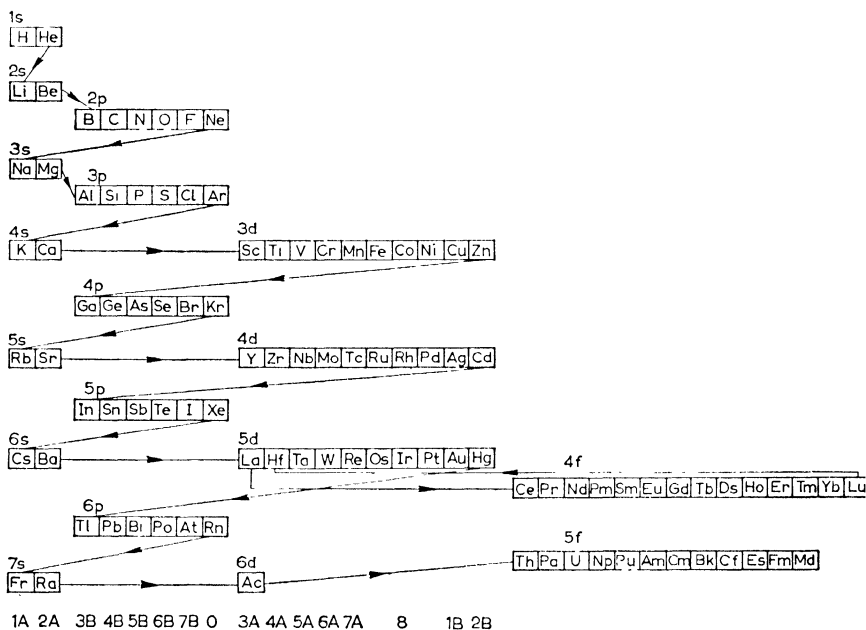 1s
H He
2s
Li Be
2p
B C N O F Ne
3s
Na Mg
3p
Al Si P S Cl Ar
4s
K Ca
3d
Sc Ti V Cr Mn Fe Co Ni Cu Zn
4p
Ga Ge As Se Br Kr
5s
Rb Sr
4d
Y Zr Nb Mo Tc Ru Rh Pd Ag Cd
5p
In Sn Sb Te I Xe
6s
Cs Ba
5d
La Hf Ta W Re Os Ir Pt Au Hg
4f
Ce Pr Nd Pm Sm Eu Gd Tb Ds Ho Er Tm Yb Lu
6p
Tl Pb Bi Po At Rn
5f
Th Pa U Np Pu Am Cm Bk Cf Es Fm Md
7s
Fr Ra
6d
Ac
1A 2A 3B 4B 5B 6B 7B 0 3A 4A 5A 6A 7A 8 1B 2B